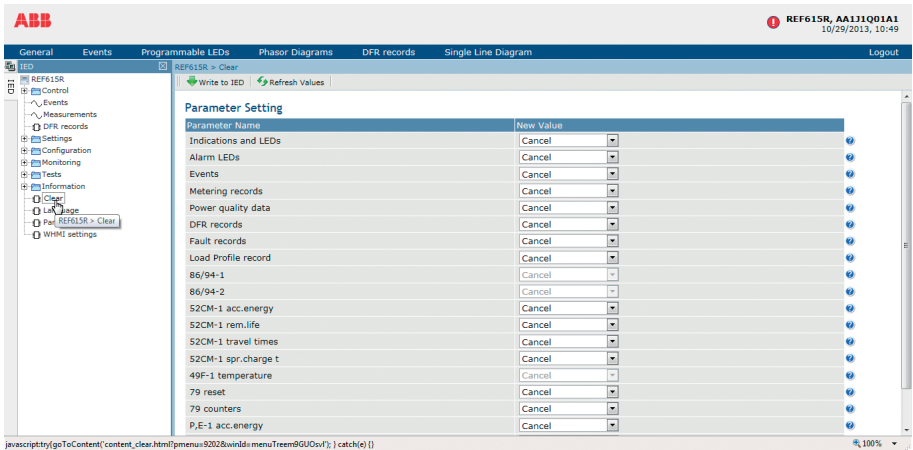 ABB
REF615R, AA1J1Q01A1
10/29/2013, 10:49
General Events Programmable LEDs Phasor Diagrams DFR records Single Line Diagram Logout
IED
REF615R > Clear
IED
REF615R
Write to IED Refresh Values
Control
Events
Measurements
DFR records
Settings
Configuration
Monitoring
Tests
Information
Clear
REF615R > Clear
WHMI settings
Parameter Setting
Parameter Name New Value
Indications and LEDs Cancel
Alarm LEDs Cancel
Events Cancel
Metering records Cancel
Power quality data Cancel
DFR records Cancel
Fault records Cancel
Load Profile record Cancel
86/94-1 Cancel
86/94-2 Cancel
52CM-1 acc.energy Cancel
52CM-1 rem.life Cancel
52CM-1 travel times Cancel
52CM-1 spr.charge t Cancel
49F-1 temperature Cancel
79 reset Cancel
79 counters Cancel
P,E-1 acc.energy Cancel
javascript:try{goToContent('content_clear.html?pmenu=9202&winId=menuTreem9GUOsvl'); } catch(e) {}
100%